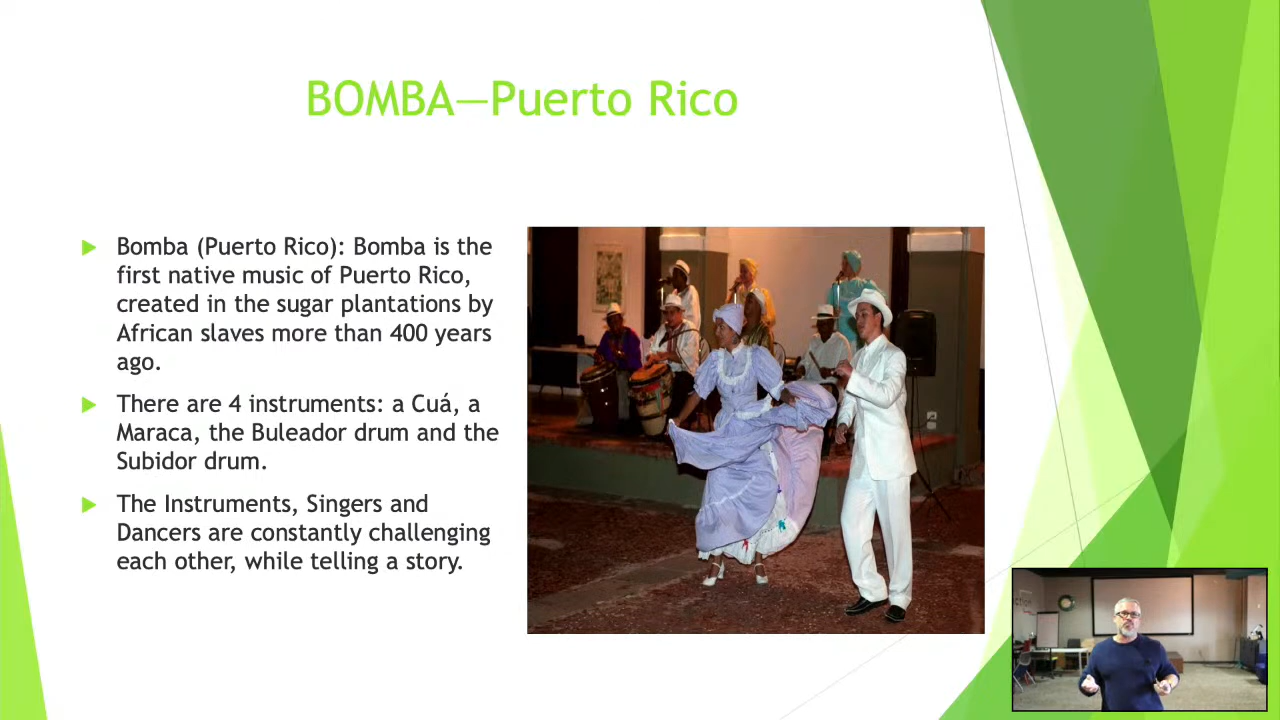 BOMBA—Puerto Rico
Bomba (Puerto Rico): Bomba is the
first native music of Puerto Rico,
created in the sugar plantations by
African slaves more than 400 years
ago.
There are 4 instruments: a Cuá, a
Maraca, the Buleador drum and the
Subidor drum.
The Instruments, Singers and
Dancers are constantly challenging
each other, while telling a story.